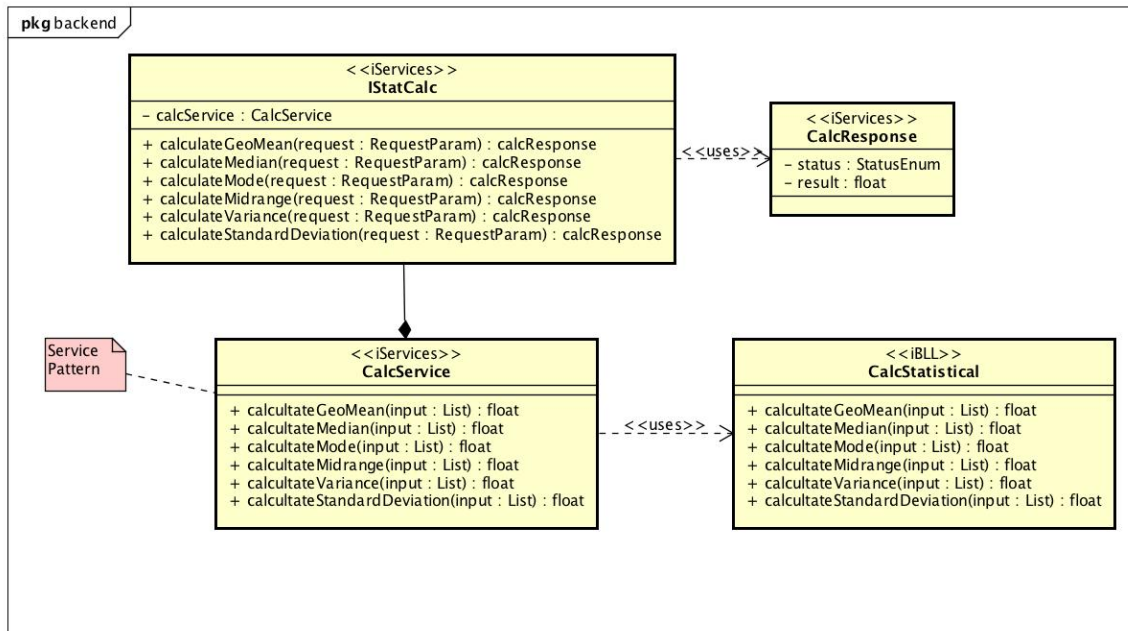 pkg backend
<<iServices>>
IStatCalc
– calcService : CalcService
+ calculateGeoMean(request : RequestParam) : calcResponse
+ calculateMedian(request : RequestParam) : calcResponse
+ calculateMode(request : RequestParam) : calcResponse
+ calculateMidrange(request : RequestParam) : calcResponse
+ calculateVariance(request : RequestParam) : calcResponse
+ calculateStandardDeviation(request : RequestParam) : calcResponse
<<uses>>
<<iServices>>
CalcResponse
– status : StatusEnum
– result : float
Service
Pattern
<<iServices>>
CalcService
+ calcultateGeoMean(input : List) : float
+ calcultateMedian(input : List) : float
+ calcultateMode(input : List) : float
+ calcultateMidrange(input : List) : float
+ calcultateVariance(input : List) : float
+ calcultateStandardDeviation(input : List) : float
<<uses>>
<<iBLL>>
CalcStatistical
+ calcultateGeoMean(input : List) : float
+ calcultateMedian(input : List) : float
+ calcultateMode(input : List) : float
+ calcultateMidrange(input : List) : float
+ calcultateVariance(input : List) : float
+ calcultateStandardDeviation(input : List) : float